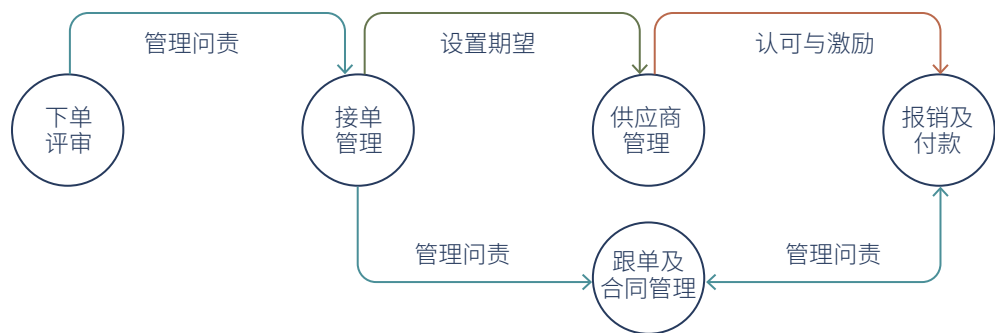 管理问责
设置期望
认可与激励
下单
评审
接单
管理
供应商
管理
报销及
付款
管理问责
跟单及
合同管理
管理问责